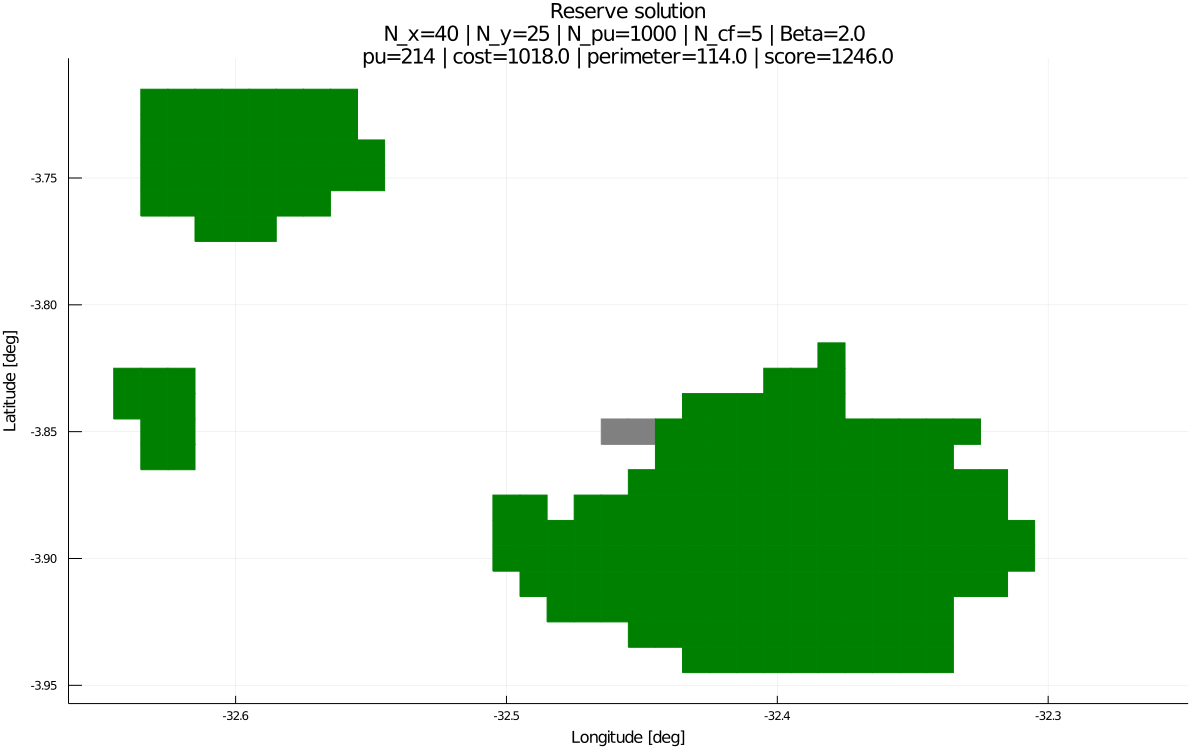 Reserve solution
N_x=40 | N_y=25 | N_pu=1000 | N_cf=5 | Beta=2.0
pu=214 | cost=1018.0 | perimeter=114.0 | score=1246.0
-3.75
-3.80
-3.85
-3.90
-3.95
Latitude [deg]
-32.6
-32.5
-32.4
-32.3
Longitude [deg]